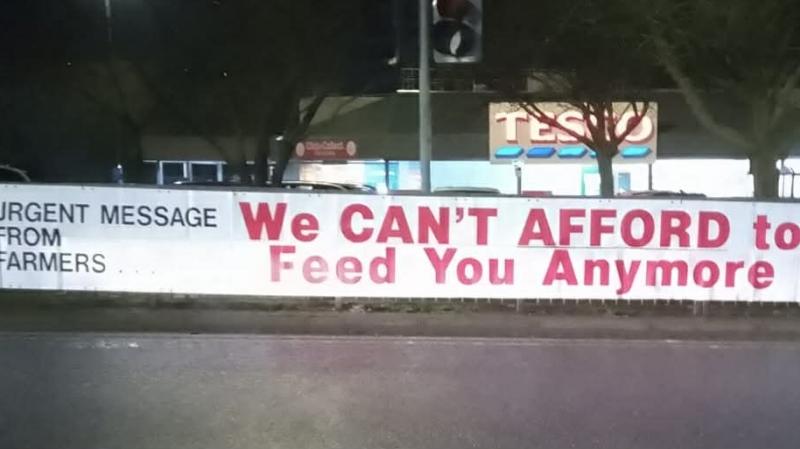 TESCO
URGENT MESSAGE
FROM
FARMERS . . .
We CAN'T AFFORD to
Feed You Anymore